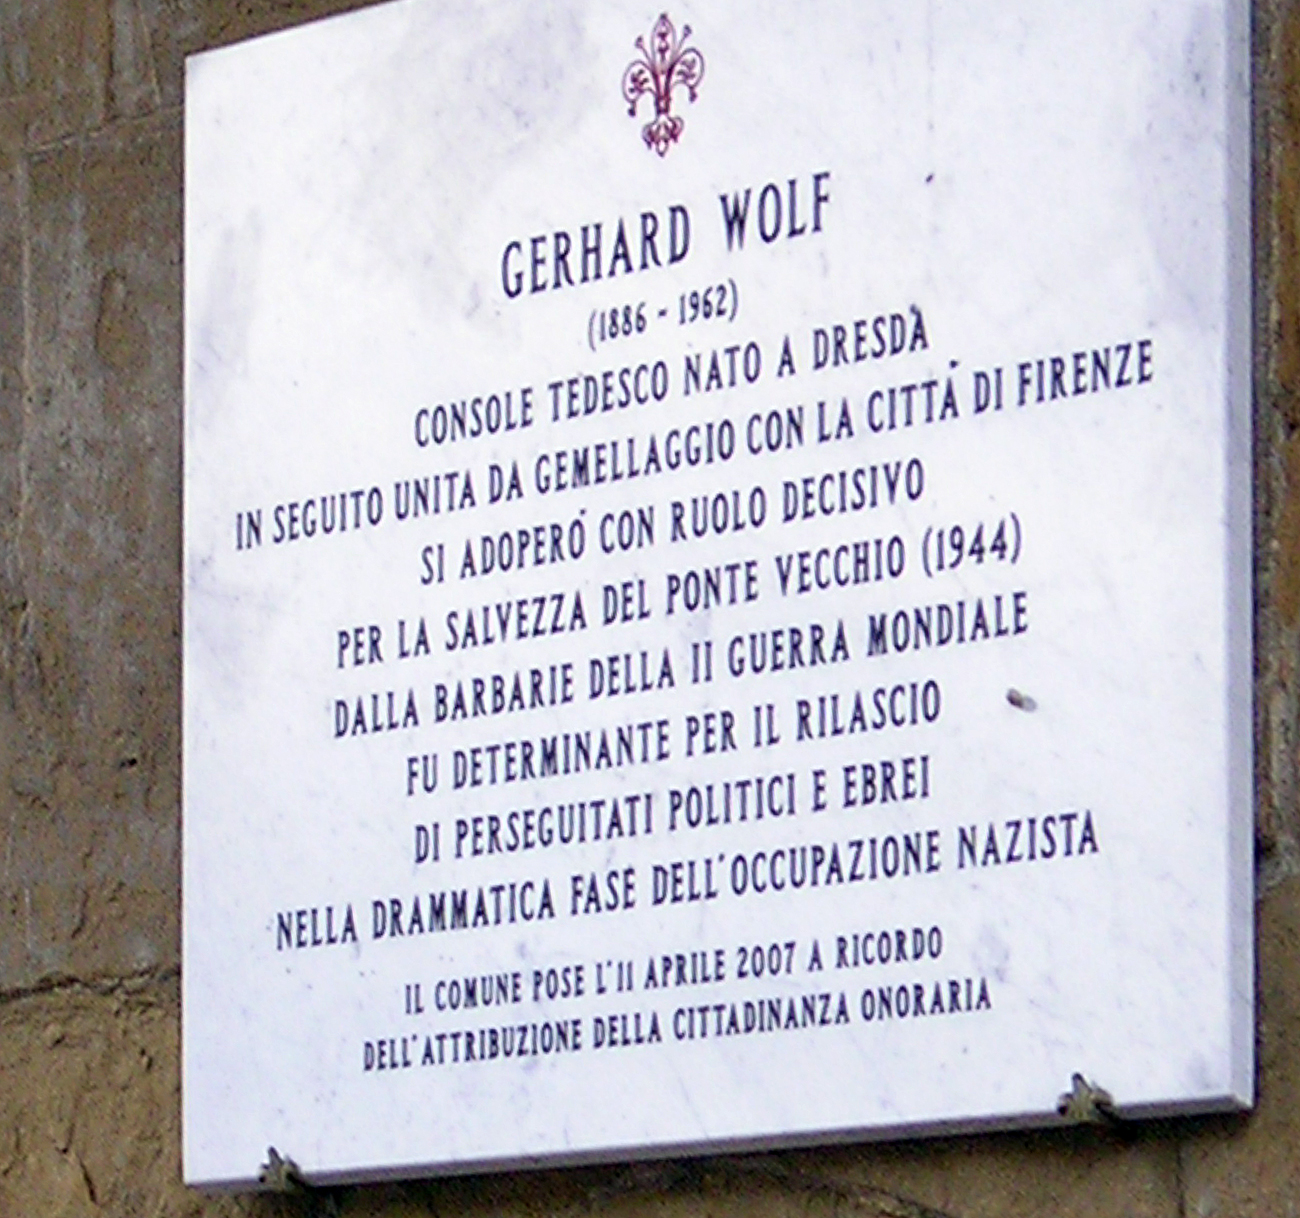 GERHARD WOLF
(1886 - 1962)
CONSOLE TEDESCO NATO A DRESDA
IN SEGUITO UNITA DA GEMELLAGGIO CON LA CITTÁ DI FIRENZE
SI ADOPERÓ CON RUOLO DECISIVO
PER LA SALVEZZA DEL PONTE VECCHIO (1944)
DALLA BARBARIE DELLA II GUERRA MONDIALE
FU DETERMINANTE PER IL RILASCIO
DI PERSEGUITATI POLITICI E EBREI
NELLA DRAMMATICA FASE DELL'OCCUPAZIONE NAZISTA
IL COMUNE POSE L'11 APRILE 2007 A RICORDO
DELL'ATTRIBUZIONE DELLA CITTADINANZA ONORARIA